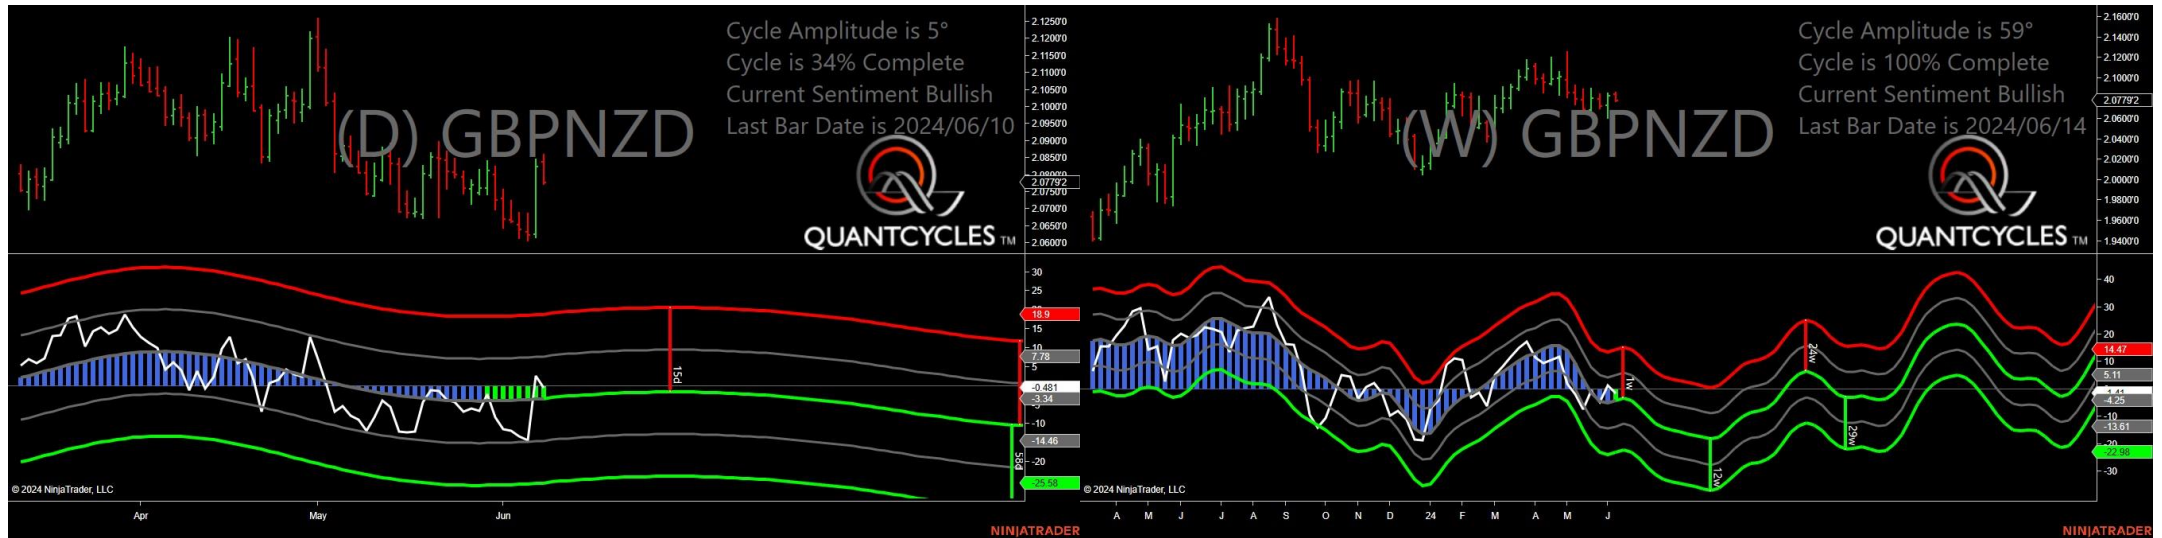 Cycle Amplitude is 5°
Cycle is 34% Complete
Current Sentiment Bullish
Last Bar Date is 2024/06/10
(D) GBPNZD
QUANTCYCLES TM
2.1250'0
2.1200'0
2.1150'0
2.1100'0
2.1050'0
2.1000'0
2.0950'0
2.0900'0
2.0850'0
2.0779'2
2.0750'0
2.0700'0
2.0650'0
2.0600'0
30
25
18.9
15
10
7.78
5
-0.481
-3.34
-10
-14.46
-20
-25.58
15d
58d
© 2024 NinjaTrader, LLC
Apr
May
Jun
NINJATRADER
Cycle Amplitude is 59°
Cycle is 100% Complete
Current Sentiment Bullish
Last Bar Date is 2024/06/14
(W) GBPNZD
QUANTCYCLES TM
2.1600'0
2.1400'0
2.1200'0
2.1000'0
2.0779'2
2.0600'0
2.0400'0
2.0200'0
2.0000'0
1.9800'0
1.9600'0
1.9400'0
40
30
20
14.47
10
5.11
-4.25
-10
-13.61
-20
-22.98
-30
1w
24w
29w
12w
© 2024 NinjaTrader, LLC
A M J J A S O N D 24 F M A M J
NINJATRADER